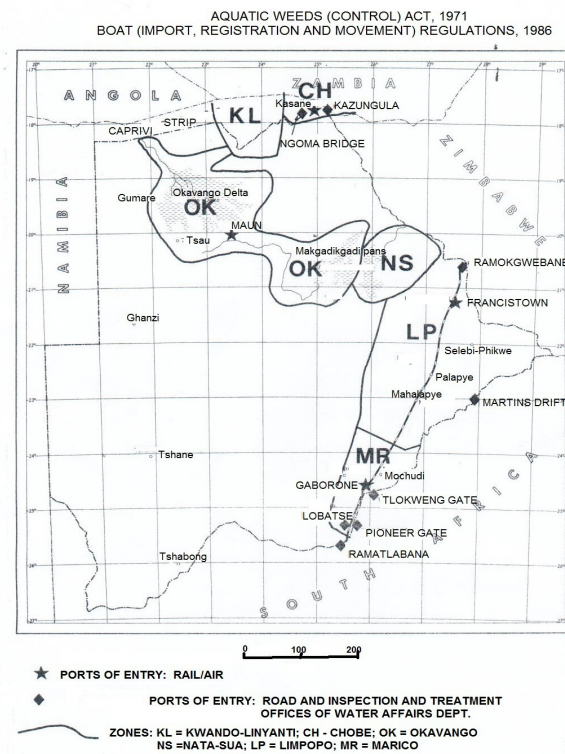 AQUATIC WEEDS (CONTROL) ACT, 1971
BOAT (IMPORT, REGISTRATION AND MOVEMENT) REGULATIONS, 1986
ANGOLA
ZAMBIA
CH
Kasane
KAZUNGULA
KL
STRIP
CAPRIVI
NGOMA BRIDGE
ZIMBABWE
NAMIBIA
Gumare
Okavango Delta
OK
MAUN
Tsau
Makgadikgadi pans
OK
NS
RAMOKGWEBANE
FRANCISTOWN
Ghanzi
LP
Selebi-Phikwe
Palapye
Mahalapye
MARTINS DRIFT
Tshane
MR
Mochudi
GABORONE
TLOKWENG GATE
LOBATSE
PIONEER GATE
RAMATLABANA
Tshabong
SOUTH AFRICA
0 100 200
PORTS OF ENTRY: RAIL/AIR
PORTS OF ENTRY: ROAD AND INSPECTION AND TREATMENT
OFFICES OF WATER AFFAIRS DEPT.
ZONES: KL = KWANDO-LINYANTI; CH - CHOBE; OK = OKAVANGO
NS =NATA-SUA; LP = LIMPOPO; MR = MARICO